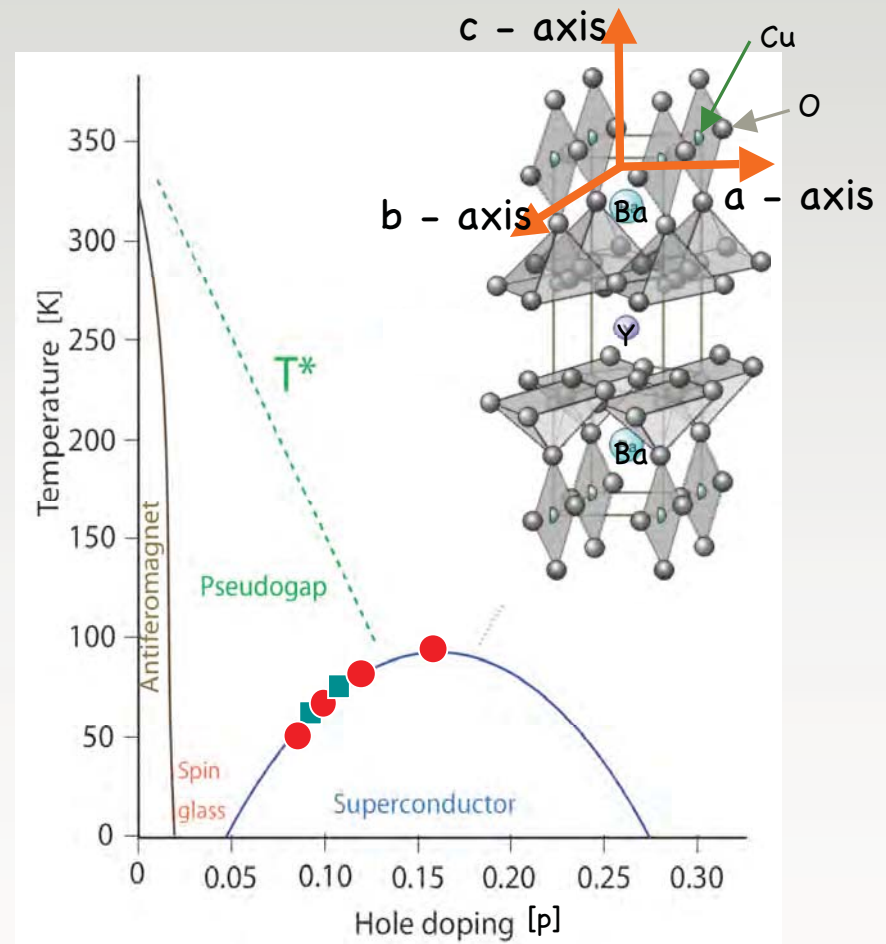 c - axis
Cu
O
b - axis
a - axis
Ba
Y
Ba
Temperature [K]
350
300
250
200
150
100
50
0
T*
Antiferomagnet
Pseudogap
Spin
glass
Superconductor
0
0.05
0.10
0.15
0.20
0.25
0.30
Hole doping [p]